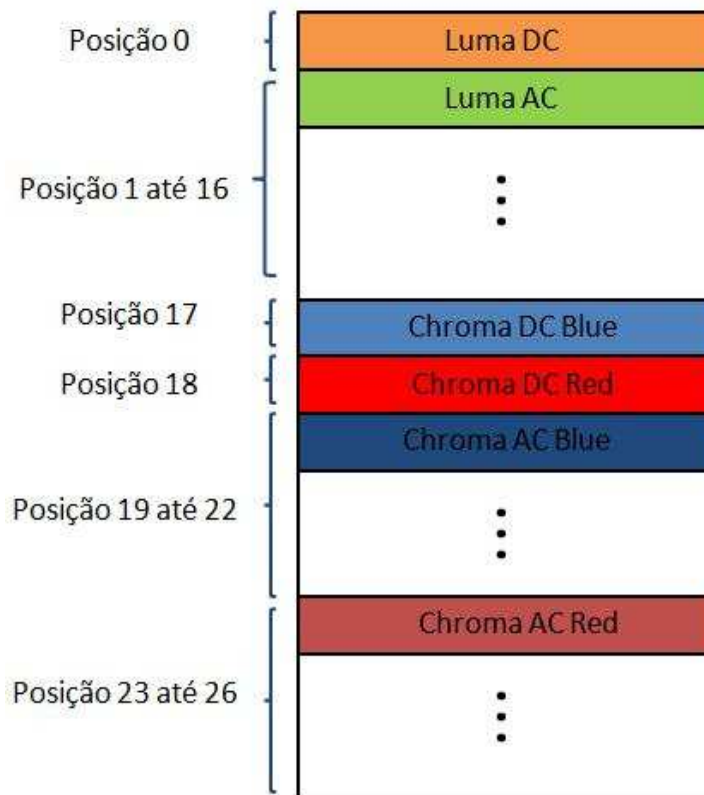 Posição 0
Luma DC
Luma AC
Posição 1 até 16
Posição 17
Chroma DC Blue
Posição 18
Chroma DC Red
Chroma AC Blue
Posição 19 até 22
Chroma AC Red
Posição 23 até 26